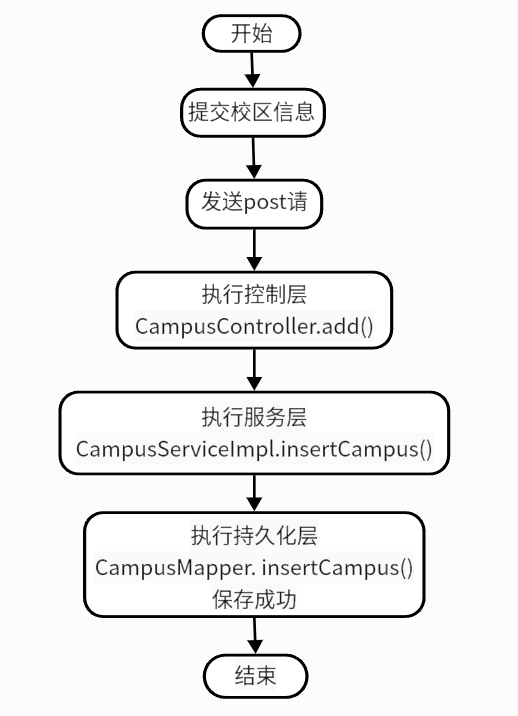 开始
提交校区信息
发送post请
执行控制层
CampusController.add()
执行服务层
CampusServiceImpl.insertCampus()
执行持久化层
CampusMapper. insertCampus()
保存成功
结束